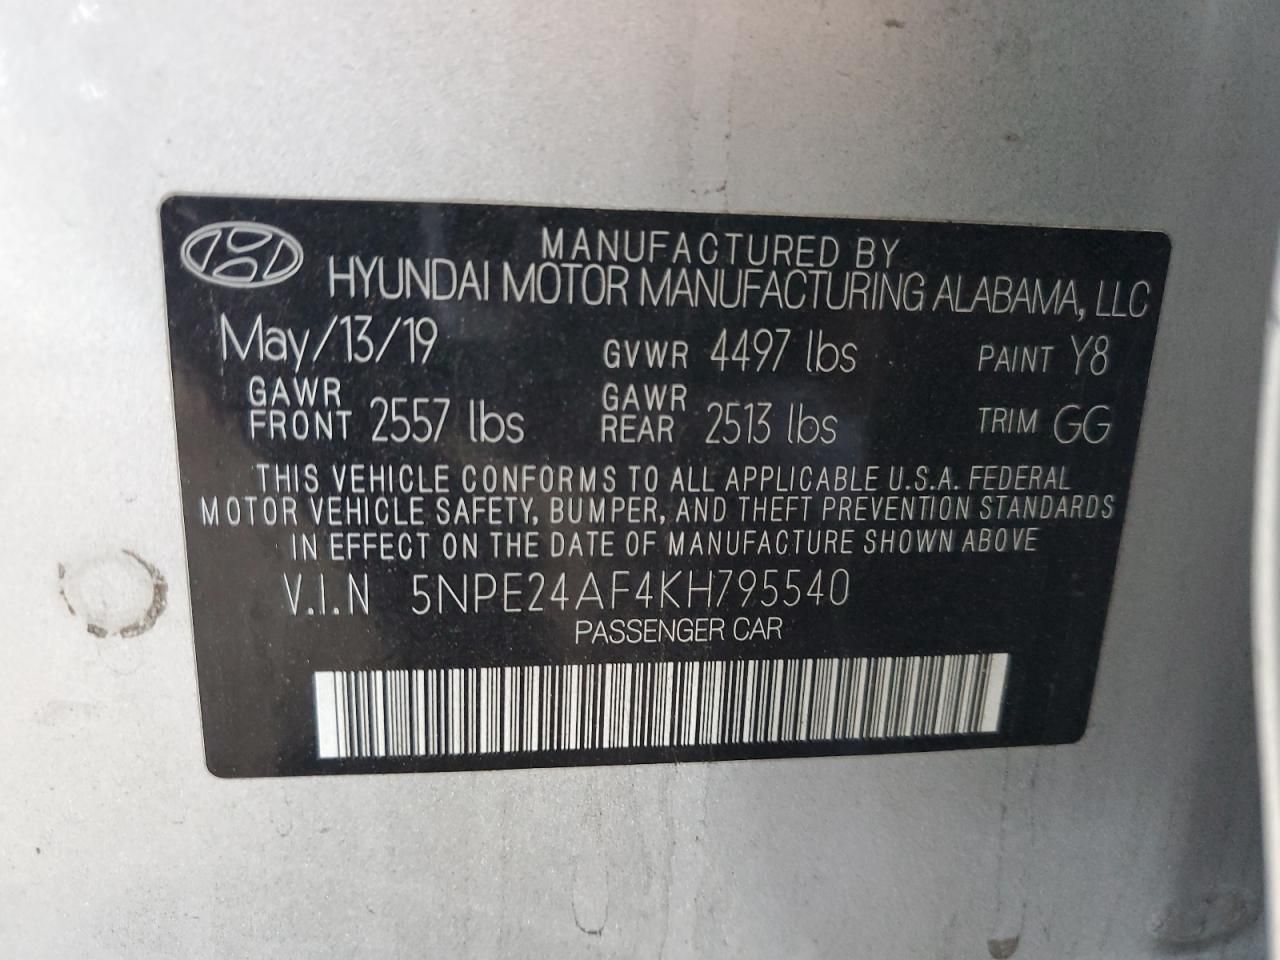 MANUFACTURED BY
HYUNDAI MOTOR MANUFACTURING ALABAMA, LLC
May/13/19 GVWR 4497 lbs PAINT Y8
GAWR FRONT 2557 lbs GAWR REAR 2513 lbs TRIM GG
THIS VEHICLE CONFORMS TO ALL APPLICABLE U.S.A. FEDERAL
MOTOR VEHICLE SAFETY, BUMPER, AND THEFT PREVENTION STANDARDS
IN EFFECT ON THE DATE OF MANUFACTURE SHOWN ABOVE
V.I.N 5NPE24AF4KH795540
PASSENGER CAR